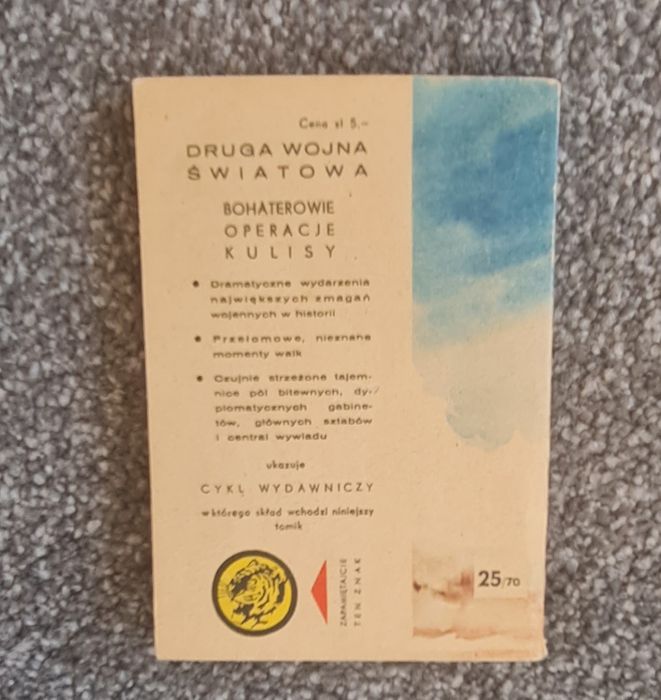 Cena zł 5,–
DRUGA WOJNA
ŚWIATOWA
BOHATEROWIE
OPERACJE
KULISY
• Dramatyczne wydarzenia
największych zmagań
wojennych w historii
• Przełomowe, nieznane
momenty walk
• Czujnie strzeżone tajem-
nice pól bitewnych, dy-
plomatycznych gabine-
tów, głównych sztabów
i central wywiadu
ukazuje
CYKL WYDAWNICZY
w którego skład wchodzi niniejszy
tomik
ZAPAMIĘTAJCIE
TEN ZNAK
25/70